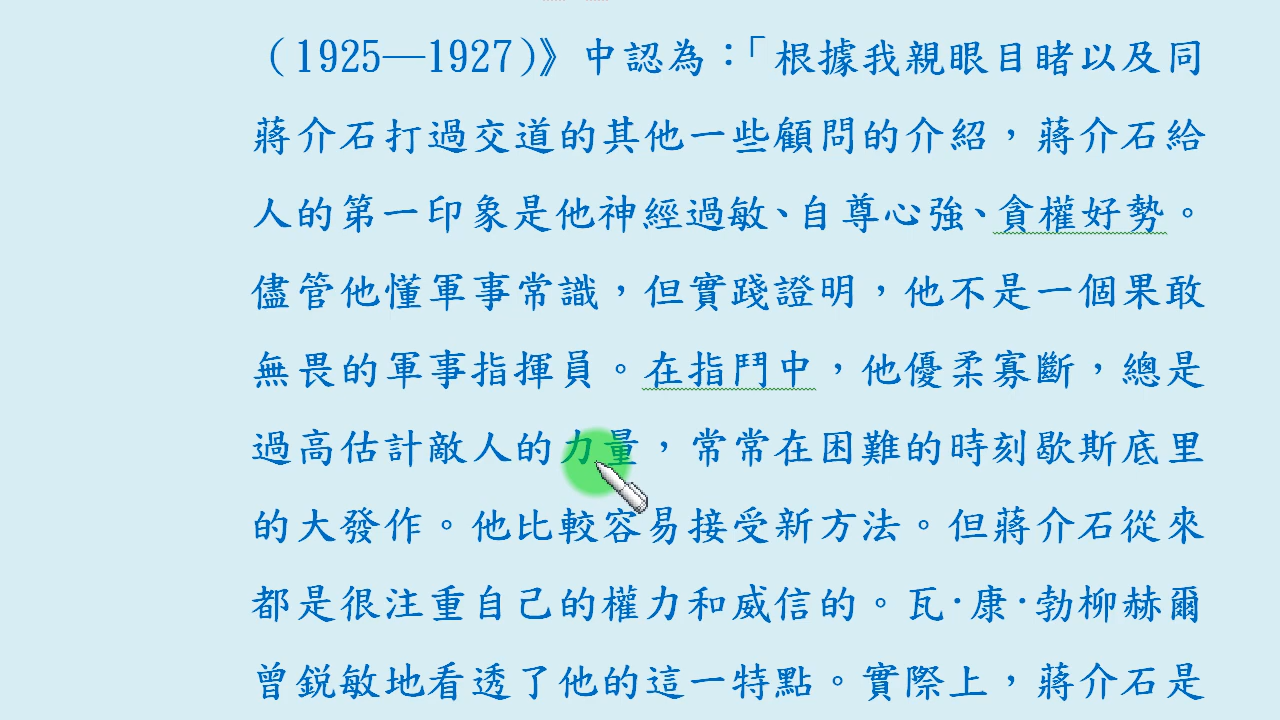 （1925—1927)》中認為：「根據我親眼目睹以及同
蔣介石打過交道的其他一些顧問的介紹，蔣介石給
人的第一印象是他神經過敏、自尊心強、貪權好勢。
儘管他懂軍事常識，但實踐證明，他不是一個果敢
無畏的軍事指揮員。在指鬥中，他優柔寡斷，總是
過高估計敵人的力量，常常在困難的時刻歇斯底里
的大發作。他比較容易接受新方法。但蔣介石從來
都是很注重自己的權力和威信的。瓦·康·勃柳赫爾
曾銳敏地看透了他的這一特點。實際上，蔣介石是